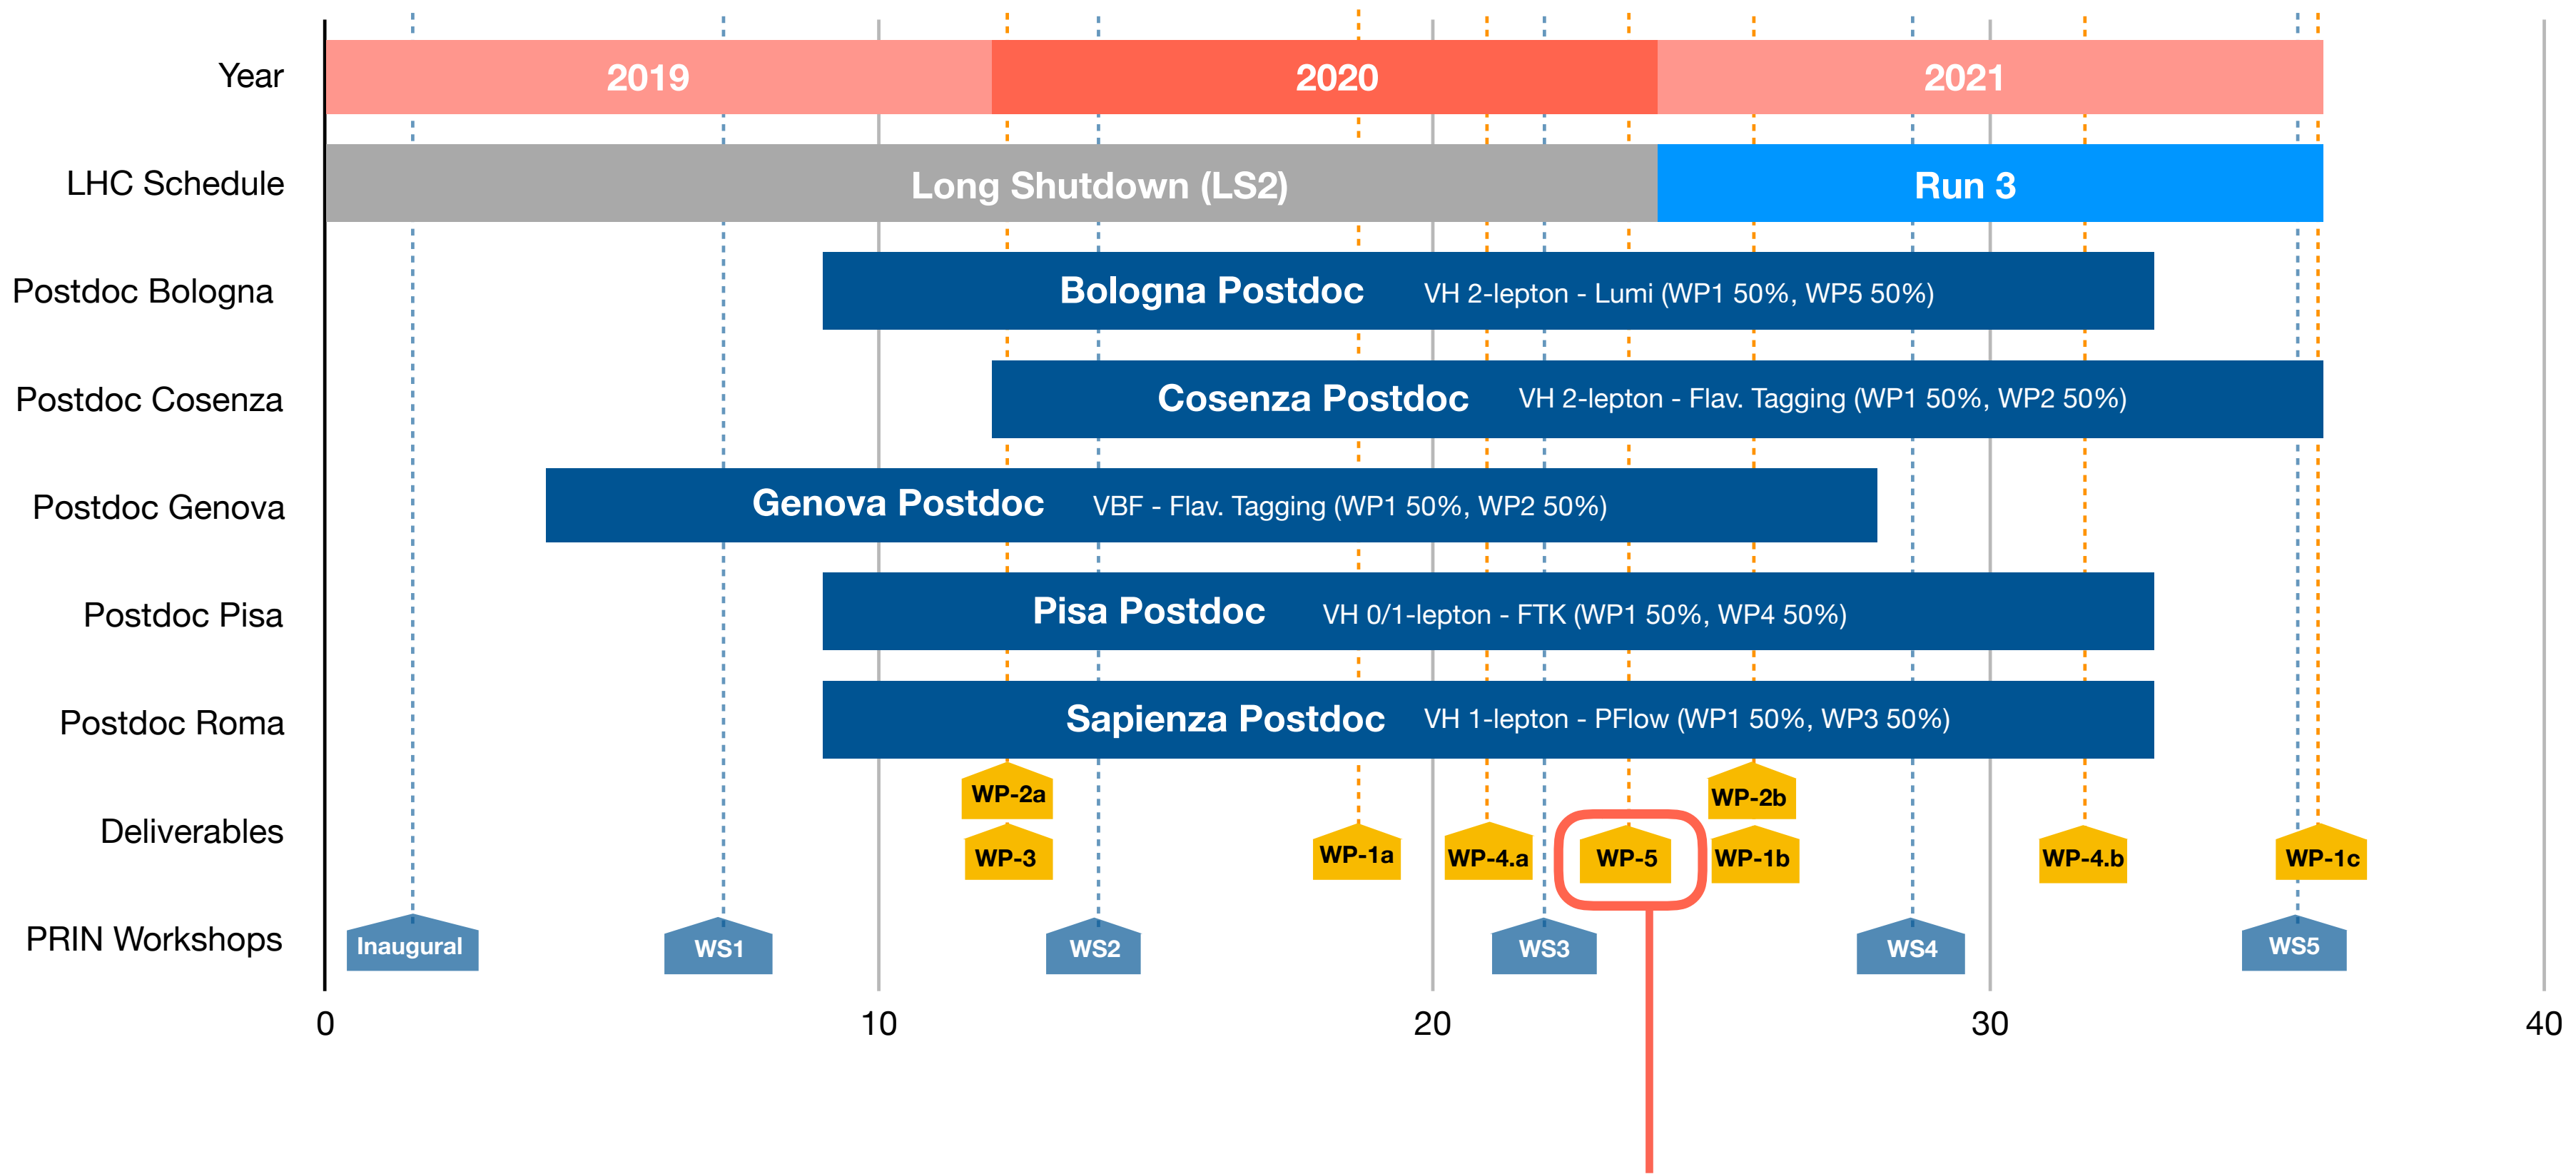 Year
2019
2020
2021
LHC Schedule
Long Shutdown (LS2)
Run 3
Postdoc Bologna
Bologna Postdoc
VH 2-lepton - Lumi (WP1 50%, WP5 50%)
Postdoc Cosenza
Cosenza Postdoc
VH 2-lepton - Flav. Tagging (WP1 50%, WP2 50%)
Postdoc Genova
Genova Postdoc
VBF - Flav. Tagging (WP1 50%, WP2 50%)
Postdoc Pisa
Pisa Postdoc
VH 0/1-lepton - FTK (WP1 50%, WP4 50%)
Postdoc Roma
Sapienza Postdoc
VH 1-lepton - PFlow (WP1 50%, WP3 50%)
Deliverables
WP-2a
WP-2b
WP-3
WP-1a
WP-4.a
WP-5
WP-1b
WP-4.b
WP-1c
PRIN Workshops
Inaugural
WS1
WS2
WS3
WS4
WS5
0
10
20
30
40